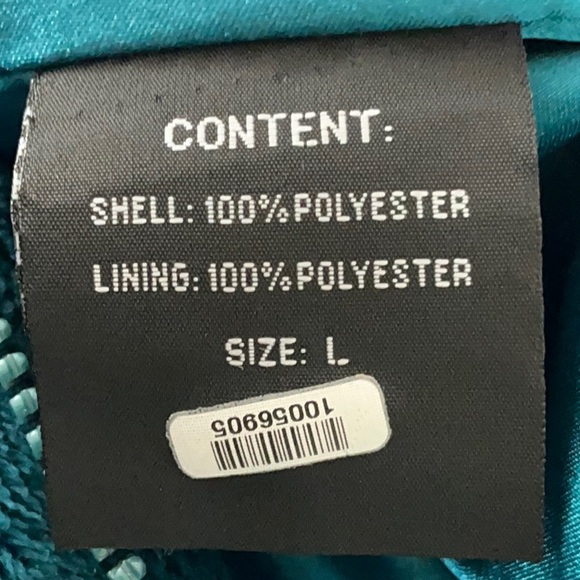 CONTENT:
SHELL: 100% POLYESTER
LINING: 100% POLYESTER
SIZE: L
10056905